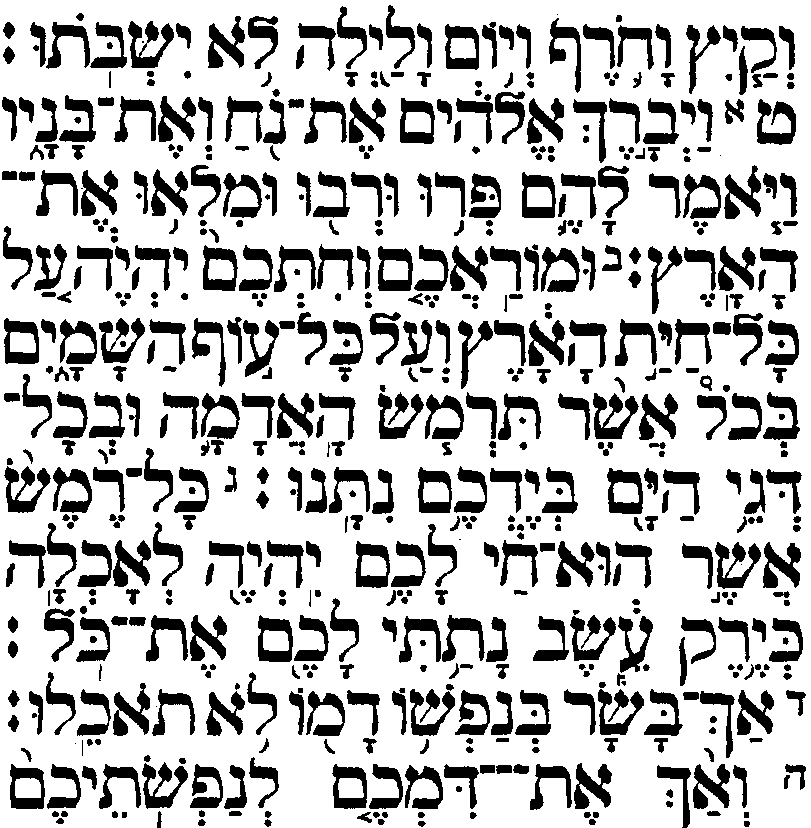 וְקַיִץ וָחֹרֶף וְיוֹם וָלַיְלָה לֹא יִשְׁבֹּתוּ׃
ט א וַיְבָרֶךְ אֱלֹהִים אֶת־נֹחַ וְאֶת־בָּנָיו
וַיֹּאמֶר לָהֶם פְּרוּ וּרְבוּ וּמִלְאוּ אֶת־
הָאָרֶץ׃ ב וּמוֹרַאֲכֶם וְחִתְּכֶם יִהְיֶה עַל
כָּל־חַיַּת הָאָרֶץ וְעַל כָּל־עוֹף הַשָּׁמָיִם
בְּכֹל אֲשֶׁר תִּרְמֹשׂ הָאֲדָמָה וּבְכָל־
דְּגֵי הַיָּם בְּיֶדְכֶם נִתָּנוּ׃ ג כָּל־רֶמֶשׂ
אֲשֶׁר הוּא־חַי לָכֶם יִהְיֶה לְאָכְלָה
כְּיֶרֶק עֵשֶׂב נָתַתִּי לָכֶם אֶת־כֹּל׃
ד אַךְ־בָּשָׂר בְּנַפְשׁוֹ דָמוֹ לֹא תֹאכֵלוּ׃
ה וְאַךְ אֶת־דִּמְכֶם לְנַפְשֹׁתֵיכֶם